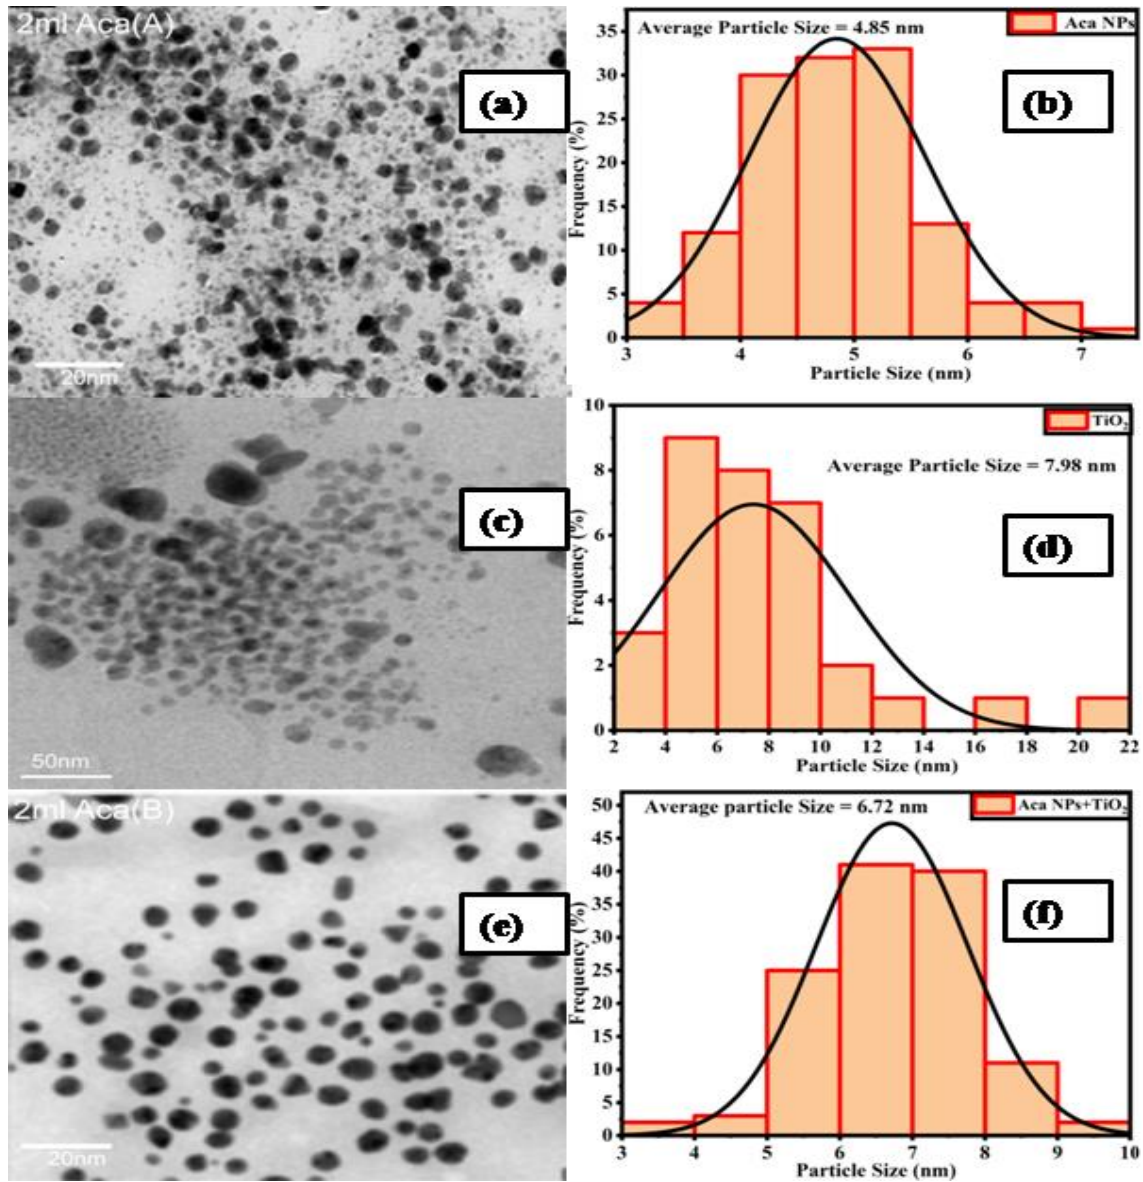 2ml Aca(A)
(a)
20nm
Average Particle Size = 4.85 nm
Aca NPs
(b)
Frequency (%)
35
30
25
20
15
10
5
0
3 4 5 6 7
Particle Size (nm)
(c)
50nm
TiO₂
Average Particle Size = 7.98 nm
(d)
Frequency (%)
10
8
6
4
2
0
2 4 6 8 10 12 14 16 18 20 22
Particle Size (nm)
2ml Aca(B)
(e)
20nm
Average particle Size = 6.72 nm
Aca NPs+TiO₂
(f)
Frequency (%)
50
45
40
35
30
25
20
15
10
5
0
3 4 5 6 7 8 9 10
Particle Size (nm)